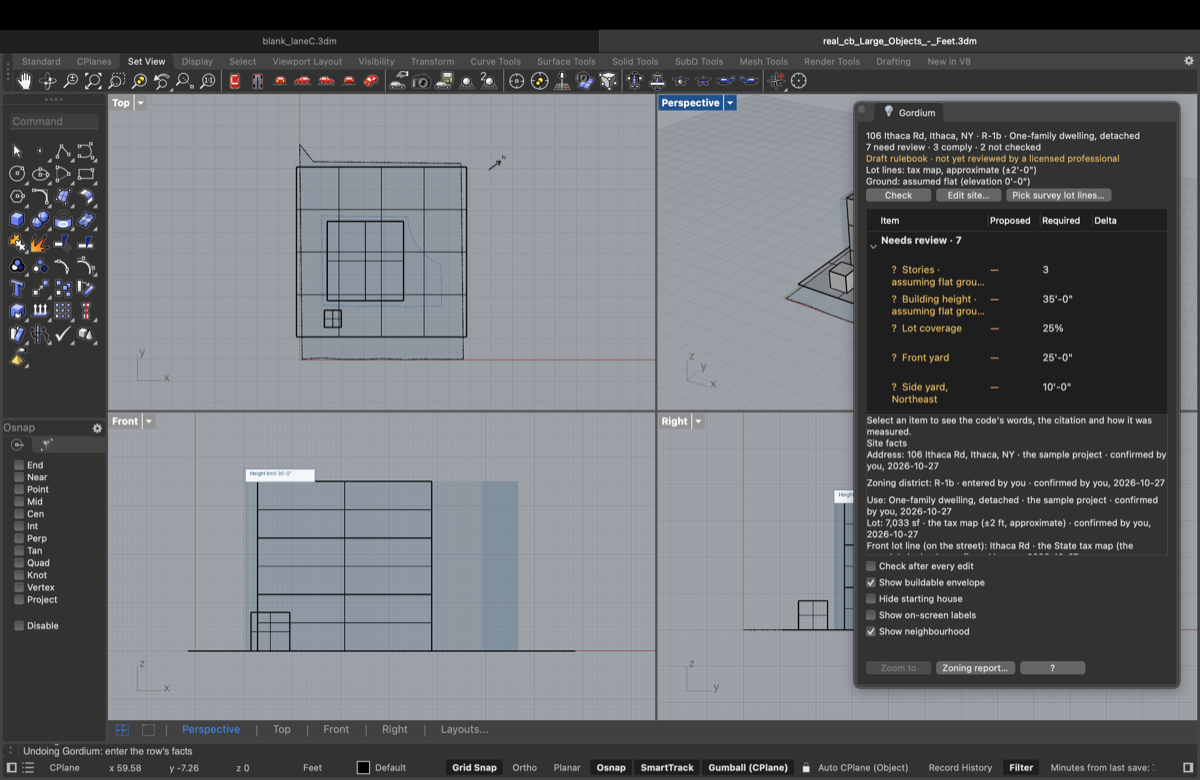 blank_laneC.3dm
real_cb_Large_Objects_-_Feet.3dm
Standard CPlanes Set View Display Select Viewport Layout Visibility Transform Curve Tools Surface Tools Solid Tools SubD Tools Mesh Tools Render Tools Drafting New in V8
Command
Top
N
y
x
Perspective
z
y
x
Front
Height limit 35'-0"
z
x
Right
Height
z
y
Osnap
End
Near
Point
Mid
Cen
Int
Perp
Tan
Quad
Knot
Vertex
Project
Disable
Gordium
106 Ithaca Rd, Ithaca, NY · R-1b · One-family dwelling, detached
7 need review · 3 comply · 2 not checked
Draft rulebook · not yet reviewed by a licensed professional
Lot lines: tax map, approximate (±2'-0")
Ground: assumed flat (elevation 0'-0")
Check Edit site... Pick survey lot lines...
Item Proposed Required Delta
Needs review · 7
? Stories · — 3
assuming flat grou...
? Building height · — 35'-0"
assuming flat grou...
? Lot coverage — 25%
? Front yard — 25'-0"
? Side yard, — 10'-0"
Northeast
Select an item to see the code's words, the citation and how it was
measured.
Site facts
Address: 106 Ithaca Rd, Ithaca, NY · the sample project · confirmed by
you, 2026-10-27
Zoning district: R-1b · entered by you · confirmed by you, 2026-10-27
Use: One-family dwelling, detached · the sample project · confirmed
by you, 2026-10-27
Lot: 7,033 sf · the tax map (±2 ft, approximate) · confirmed by you,
2026-10-27
Front lot line (on the street): Ithaca Rd · the State tax map (the
Check after every edit
Show buildable envelope
Hide starting house
Show on-screen labels
Show neighbourhood
Zoom to Zoning report... ?
Perspective Top Front Right Layouts...
Undoing Gordium: enter the row's facts
CPlane x 59.58 y -7.26 z 0 Feet Default Grid Snap Ortho Planar Osnap SmartTrack Gumball (CPlane) Auto CPlane (Object) Record History Filter Minutes from last save: